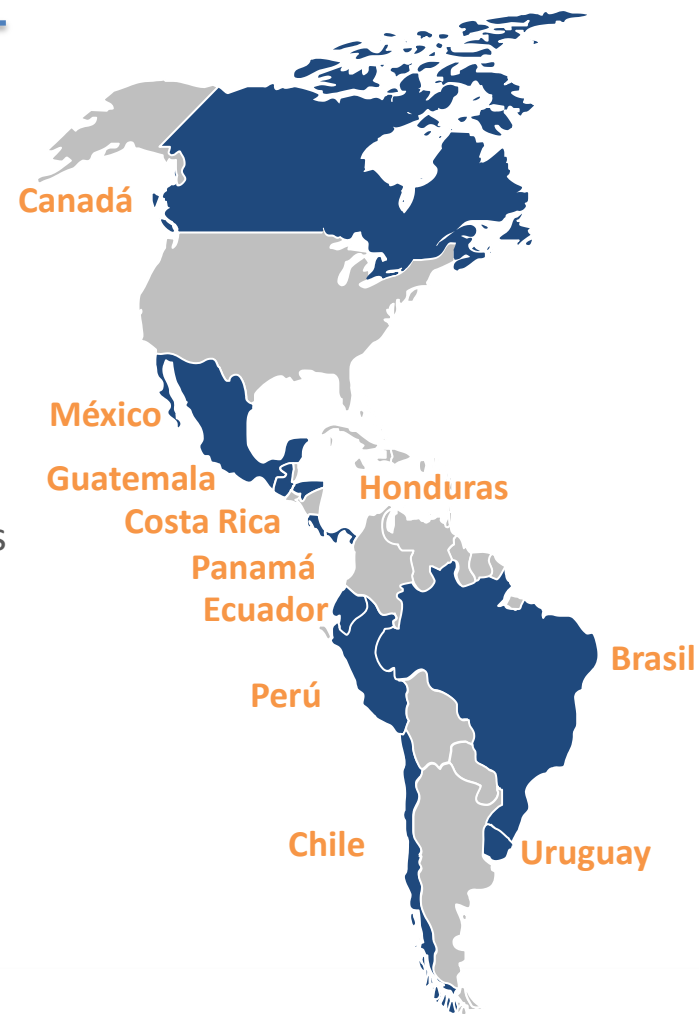 Canadá
México
Guatemala
Honduras
Costa Rica
s
Panamá
Ecuador
Brasil
Perú
Chile
Uruguay